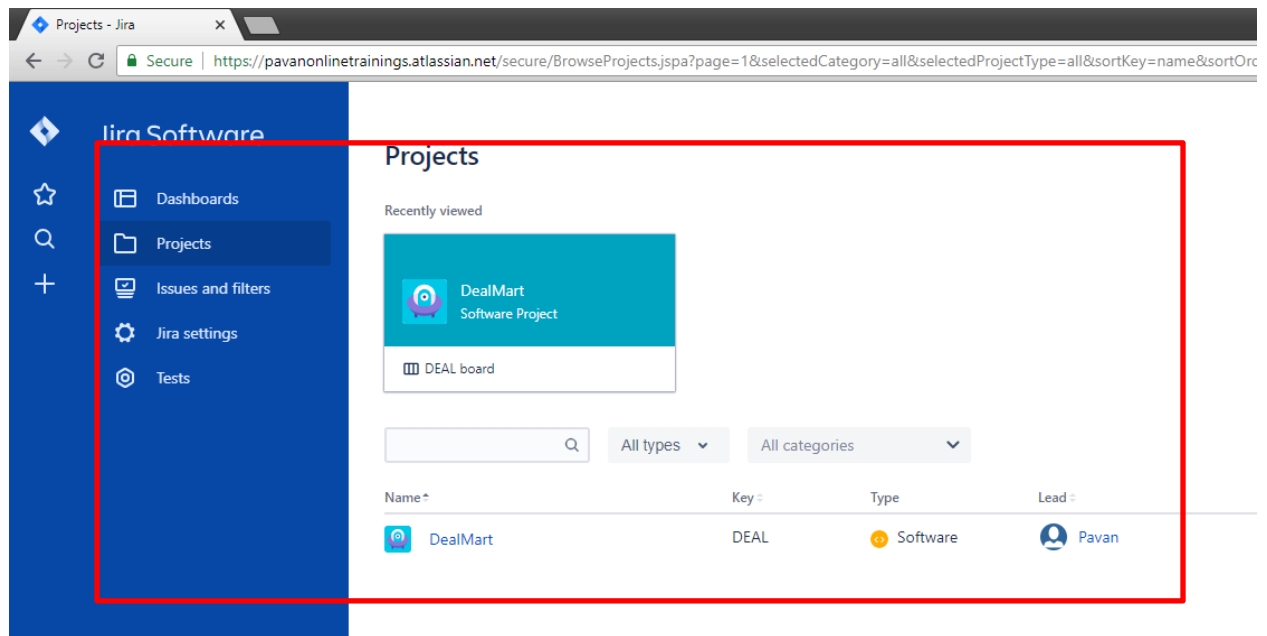 Projects - Jira
Secure https://pavanonlinetrainings.atlassian.net/secure/BrowseProjects.jspa?page=1&selectedCategory=all&selectedProjectType=all&sortKey=name&sortOrc
Jira Software
Projects
Dashboards
Projects
Issues and filters
Jira settings
Tests
Recently viewed
DealMart
Software Project
DEAL board
All types
All categories
Name Key Type Lead
DealMart DEAL Software Pavan